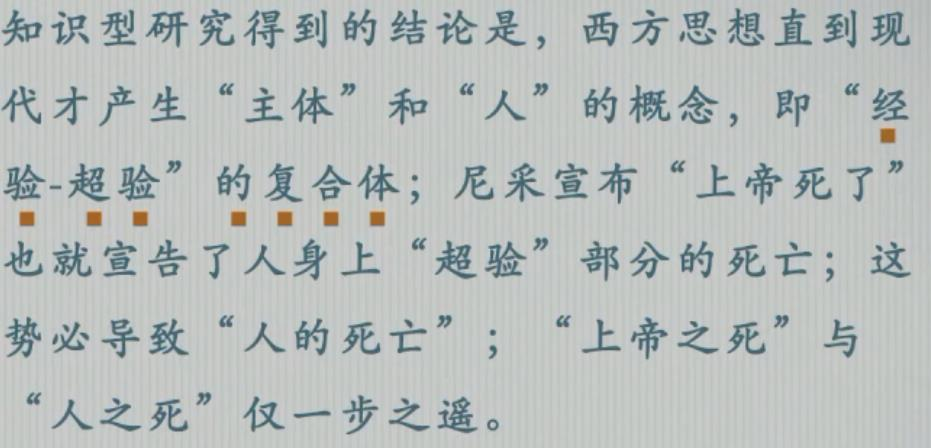 知识型研究得到的结论是，西方思想直到现
代才产生“主体”和“人”的概念，即“经
验-超验”的复合体；尼采宣布“上帝死了”
也就宣告了人身上“超验”部分的死亡；这
势必导致“人的死亡”；“上帝之死”与
“人之死”仅一步之遥。